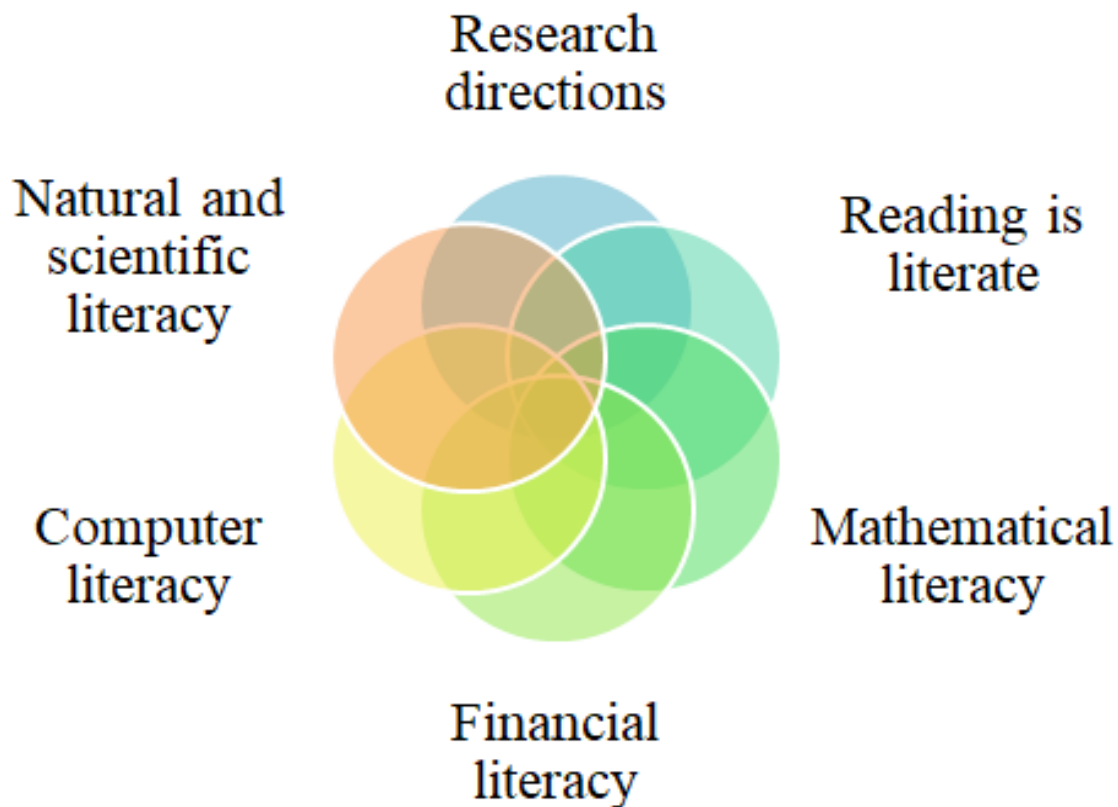 Research
directions
Natural and
scientific
literacy
Reading is
literate
Computer
literacy
Mathematical
literacy
Financial
literacy